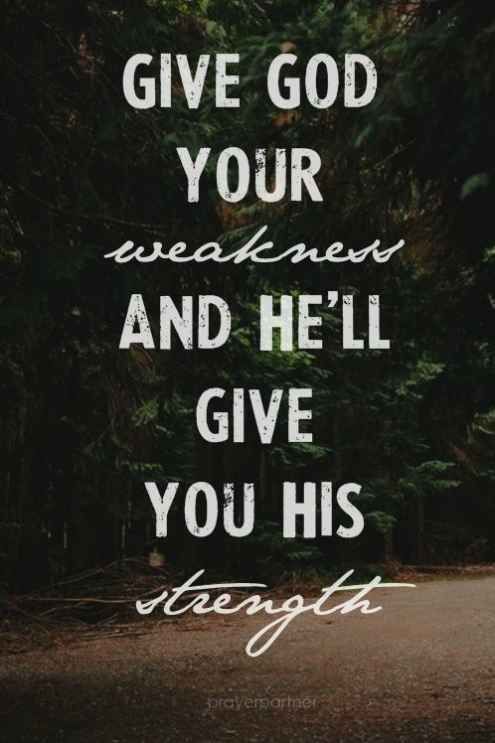 GIVE GOD
YOUR
weakness
AND HE'LL
GIVE
YOU HIS
strength
prayerpartner